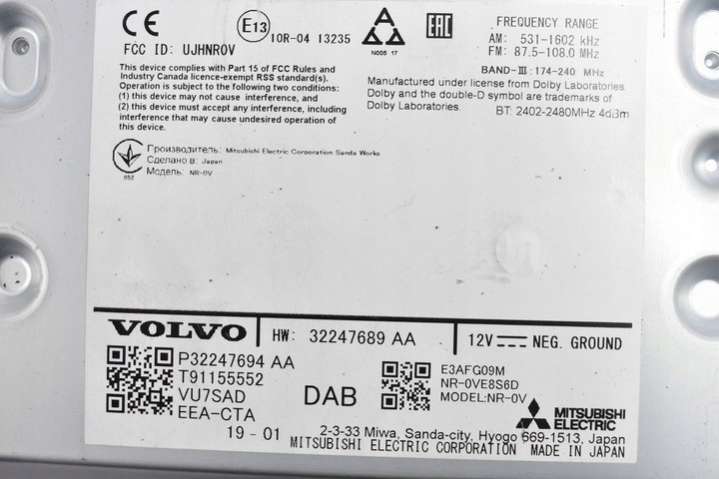 CE
FCC ID: UJHNR0V
E13
10R-04 13235
N005 17
EAC
FREQUENCY RANGE
AM: 531-1602 kHz
FM: 87.5-108.0 MHz
BAND-III:174-240 MHz
BT: 2402-2480MHz 4dBm
This device complies with Part 15 of FCC Rules and
Industry Canada licence-exempt RSS standard(s).
Operation is subject to the following two conditions:
(1) this device may not cause interference, and
(2) this device must accept any interference, including
interference that may cause undesired operation of
this device.
Manufactured under license from Dolby Laboratories.
Dolby and the double-D symbol are trademarks of
Dolby Laboratories.
Производитель: Mitsubishi Electric Corporation Sanda Works
Сделано в: Japan
Модель: NR-0V
VOLVO
HW: 32247689 AA
12V NEG. GROUND
P32247694 AA
T91155552
VU7SAD
EEA-CTA
19-01
DAB
E3AFG09M
NR-0VE8S6D
MODEL:NR-0V
MITSUBISHI
ELECTRIC
2-3-33 Miwa, Sanda-city, Hyogo 669-1513, Japan
MITSUBISHI ELECTRIC CORPORATION MADE IN JAPAN